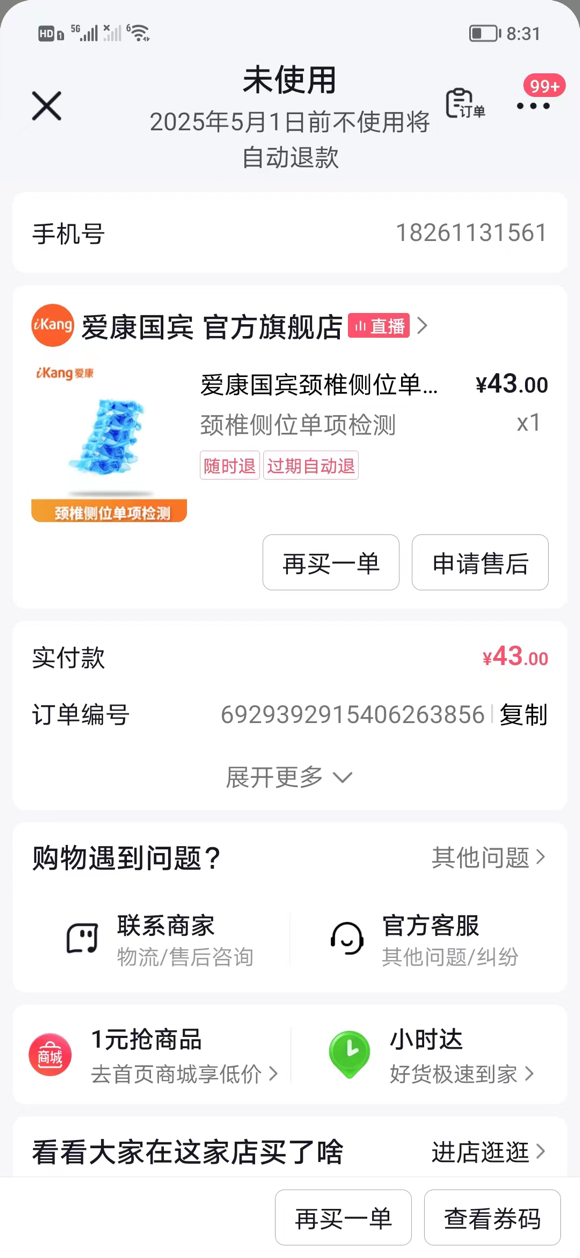 HD 5G 6 8:31
未使用
2025年5月1日前不使用将
自动退款
订单
99+
手机号 18261131561
iKang 爱康国宾 官方旗舰店 直播
iKang爱康
爱康国宾颈椎侧位单... ¥43.00
颈椎侧位单项检测 x1
随时退 过期自动退
颈椎侧位单项检测
再买一单 申请售后
实付款 ¥43.00
订单编号 6929392915406263856 复制
展开更多
购物遇到问题? 其他问题
联系商家 官方客服
物流/售后咨询 其他问题/纠纷
商城 1元抢商品 小时达
去首页商城享低价 好货极速到家
看看大家在这家店买了啥 进店逛逛
再买一单 查看券码